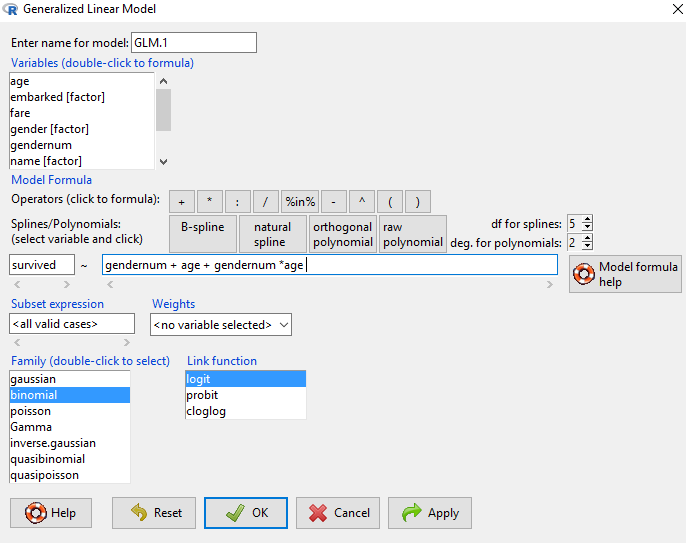 Generalized Linear Model
Enter name for model: GLM.1
Variables (double-click to formula)
age
embarked [factor]
fare
gender [factor]
gendernum
name [factor]
Model Formula
Operators (click to formula): + * : / %in% - ^ ( )
Splines/Polynomials:
(select variable and click)
B-spline
natural
spline
orthogonal
polynomial
raw
polynomial
df for splines: 5
deg. for polynomials: 2
survived ~ gendernum + age + gendernum *age
Model formula
help
Subset expression
<all valid cases>
Weights
<no variable selected>
Family (double-click to select)
gaussian
binomial
poisson
Gamma
inverse.gaussian
quasibinomial
quasipoisson
Link function
logit
probit
cloglog
Help Reset OK Cancel Apply